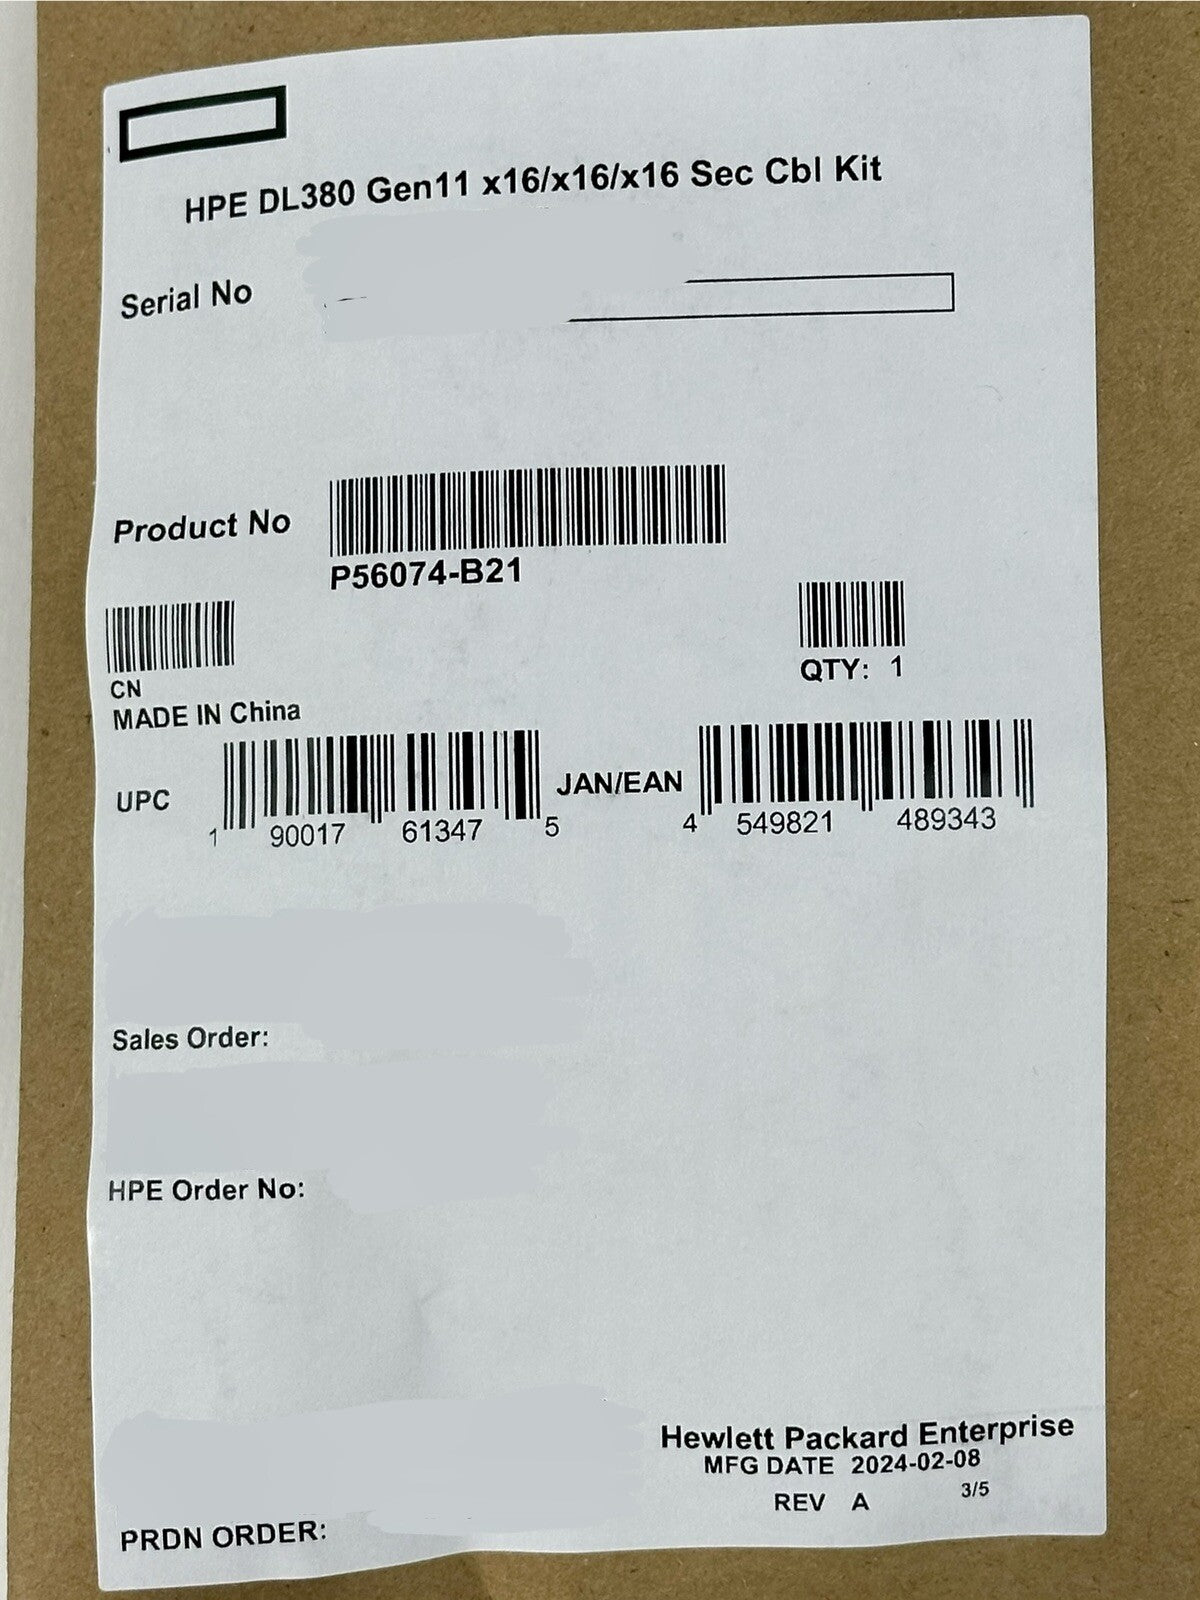 HPE DL380 Gen11 x16/x16/x16 Sec Cbl Kit
Serial No
Product No
P56074-B21
CN
MADE IN China
QTY: 1
UPC 1 90017 61347 5 JAN/EAN 4 549821 489343
Sales Order:
HPE Order No:
Hewlett Packard Enterprise
MFG DATE 2024-02-08
REV A 3/5
PRDN ORDER: